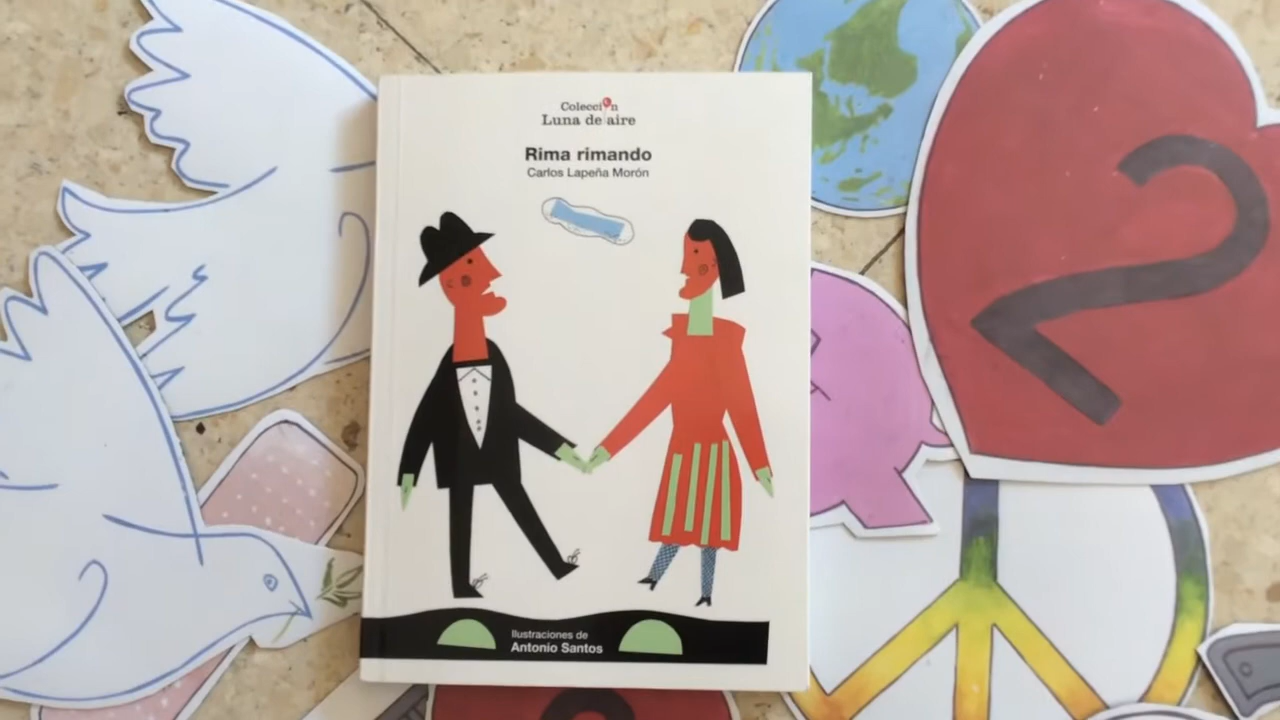 Colección
Luna de aire
Rima rimando
Carlos Lapeña Morón
Ilustraciones de
Antonio Santos
2